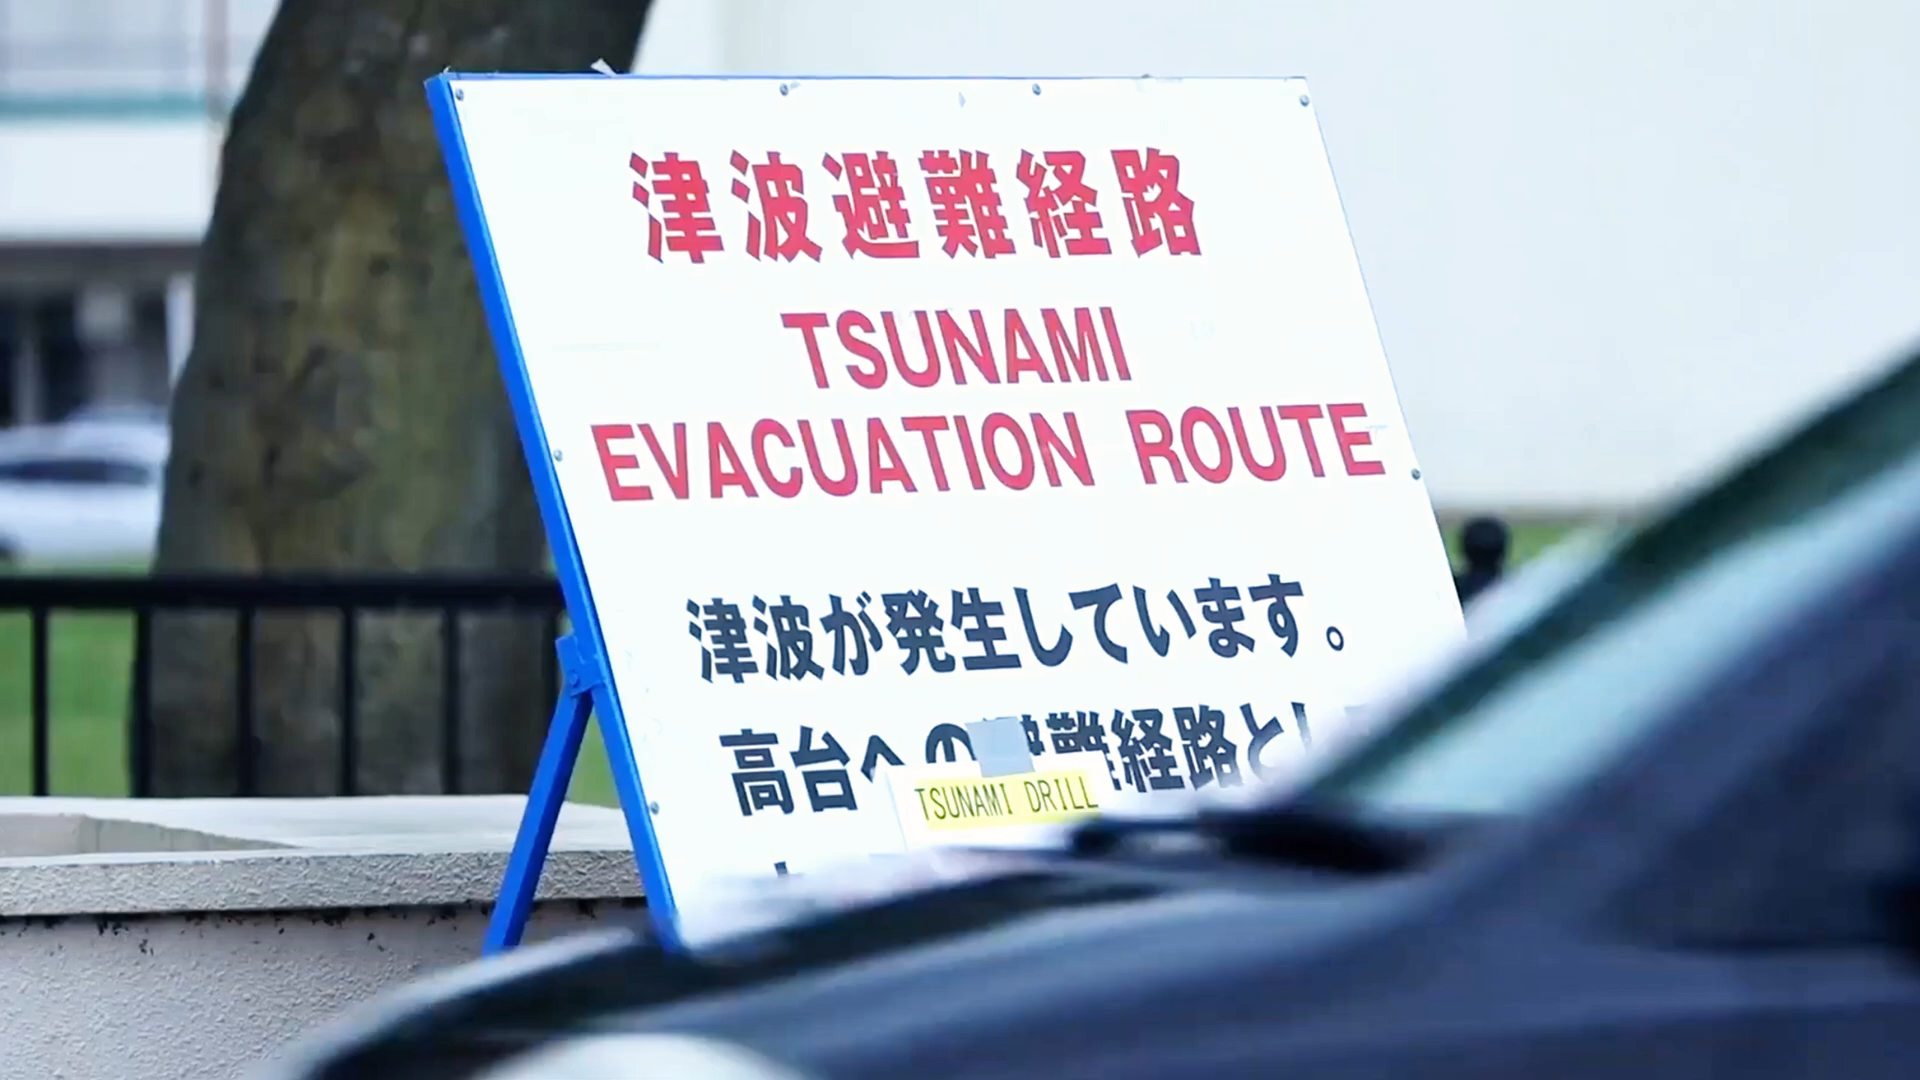 津波避難経路
TSUNAMI
EVACUATION ROUTE
津波が発生しています。
高台への 難経路とし
TSUNAMI DRILL